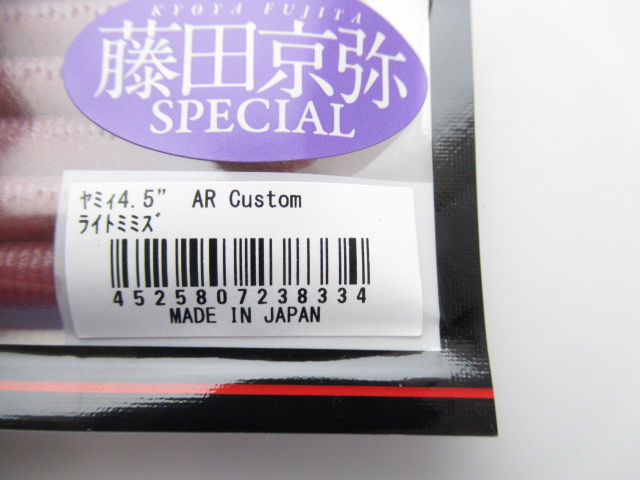 KYOYA FUJITA
藤田京弥
SPECIAL
ﾔﾐｨ4.5” AR Custom
ﾗｲﾄﾐﾐｽﾞ
4525807238334
MADE IN JAPAN